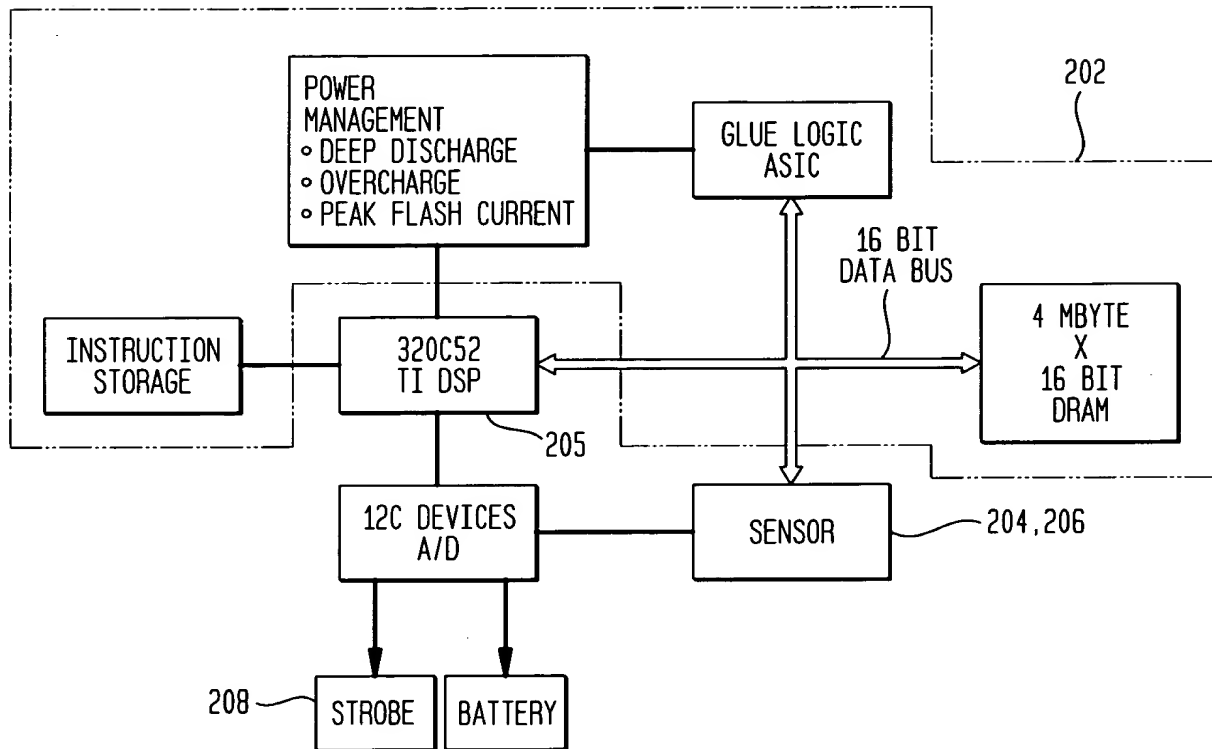 POWER
MANAGEMENT
○ DEEP DISCHARGE
○ OVERCHARGE
○ PEAK FLASH CURRENT
GLUE LOGIC
ASIC
202
16 BIT
DATA BUS
INSTRUCTION
STORAGE
320C52
TI DSP
205
4 MBYTE
X
16 BIT
DRAM
12C DEVICES
A/D
SENSOR
204,206
208
STROBE
BATTERY